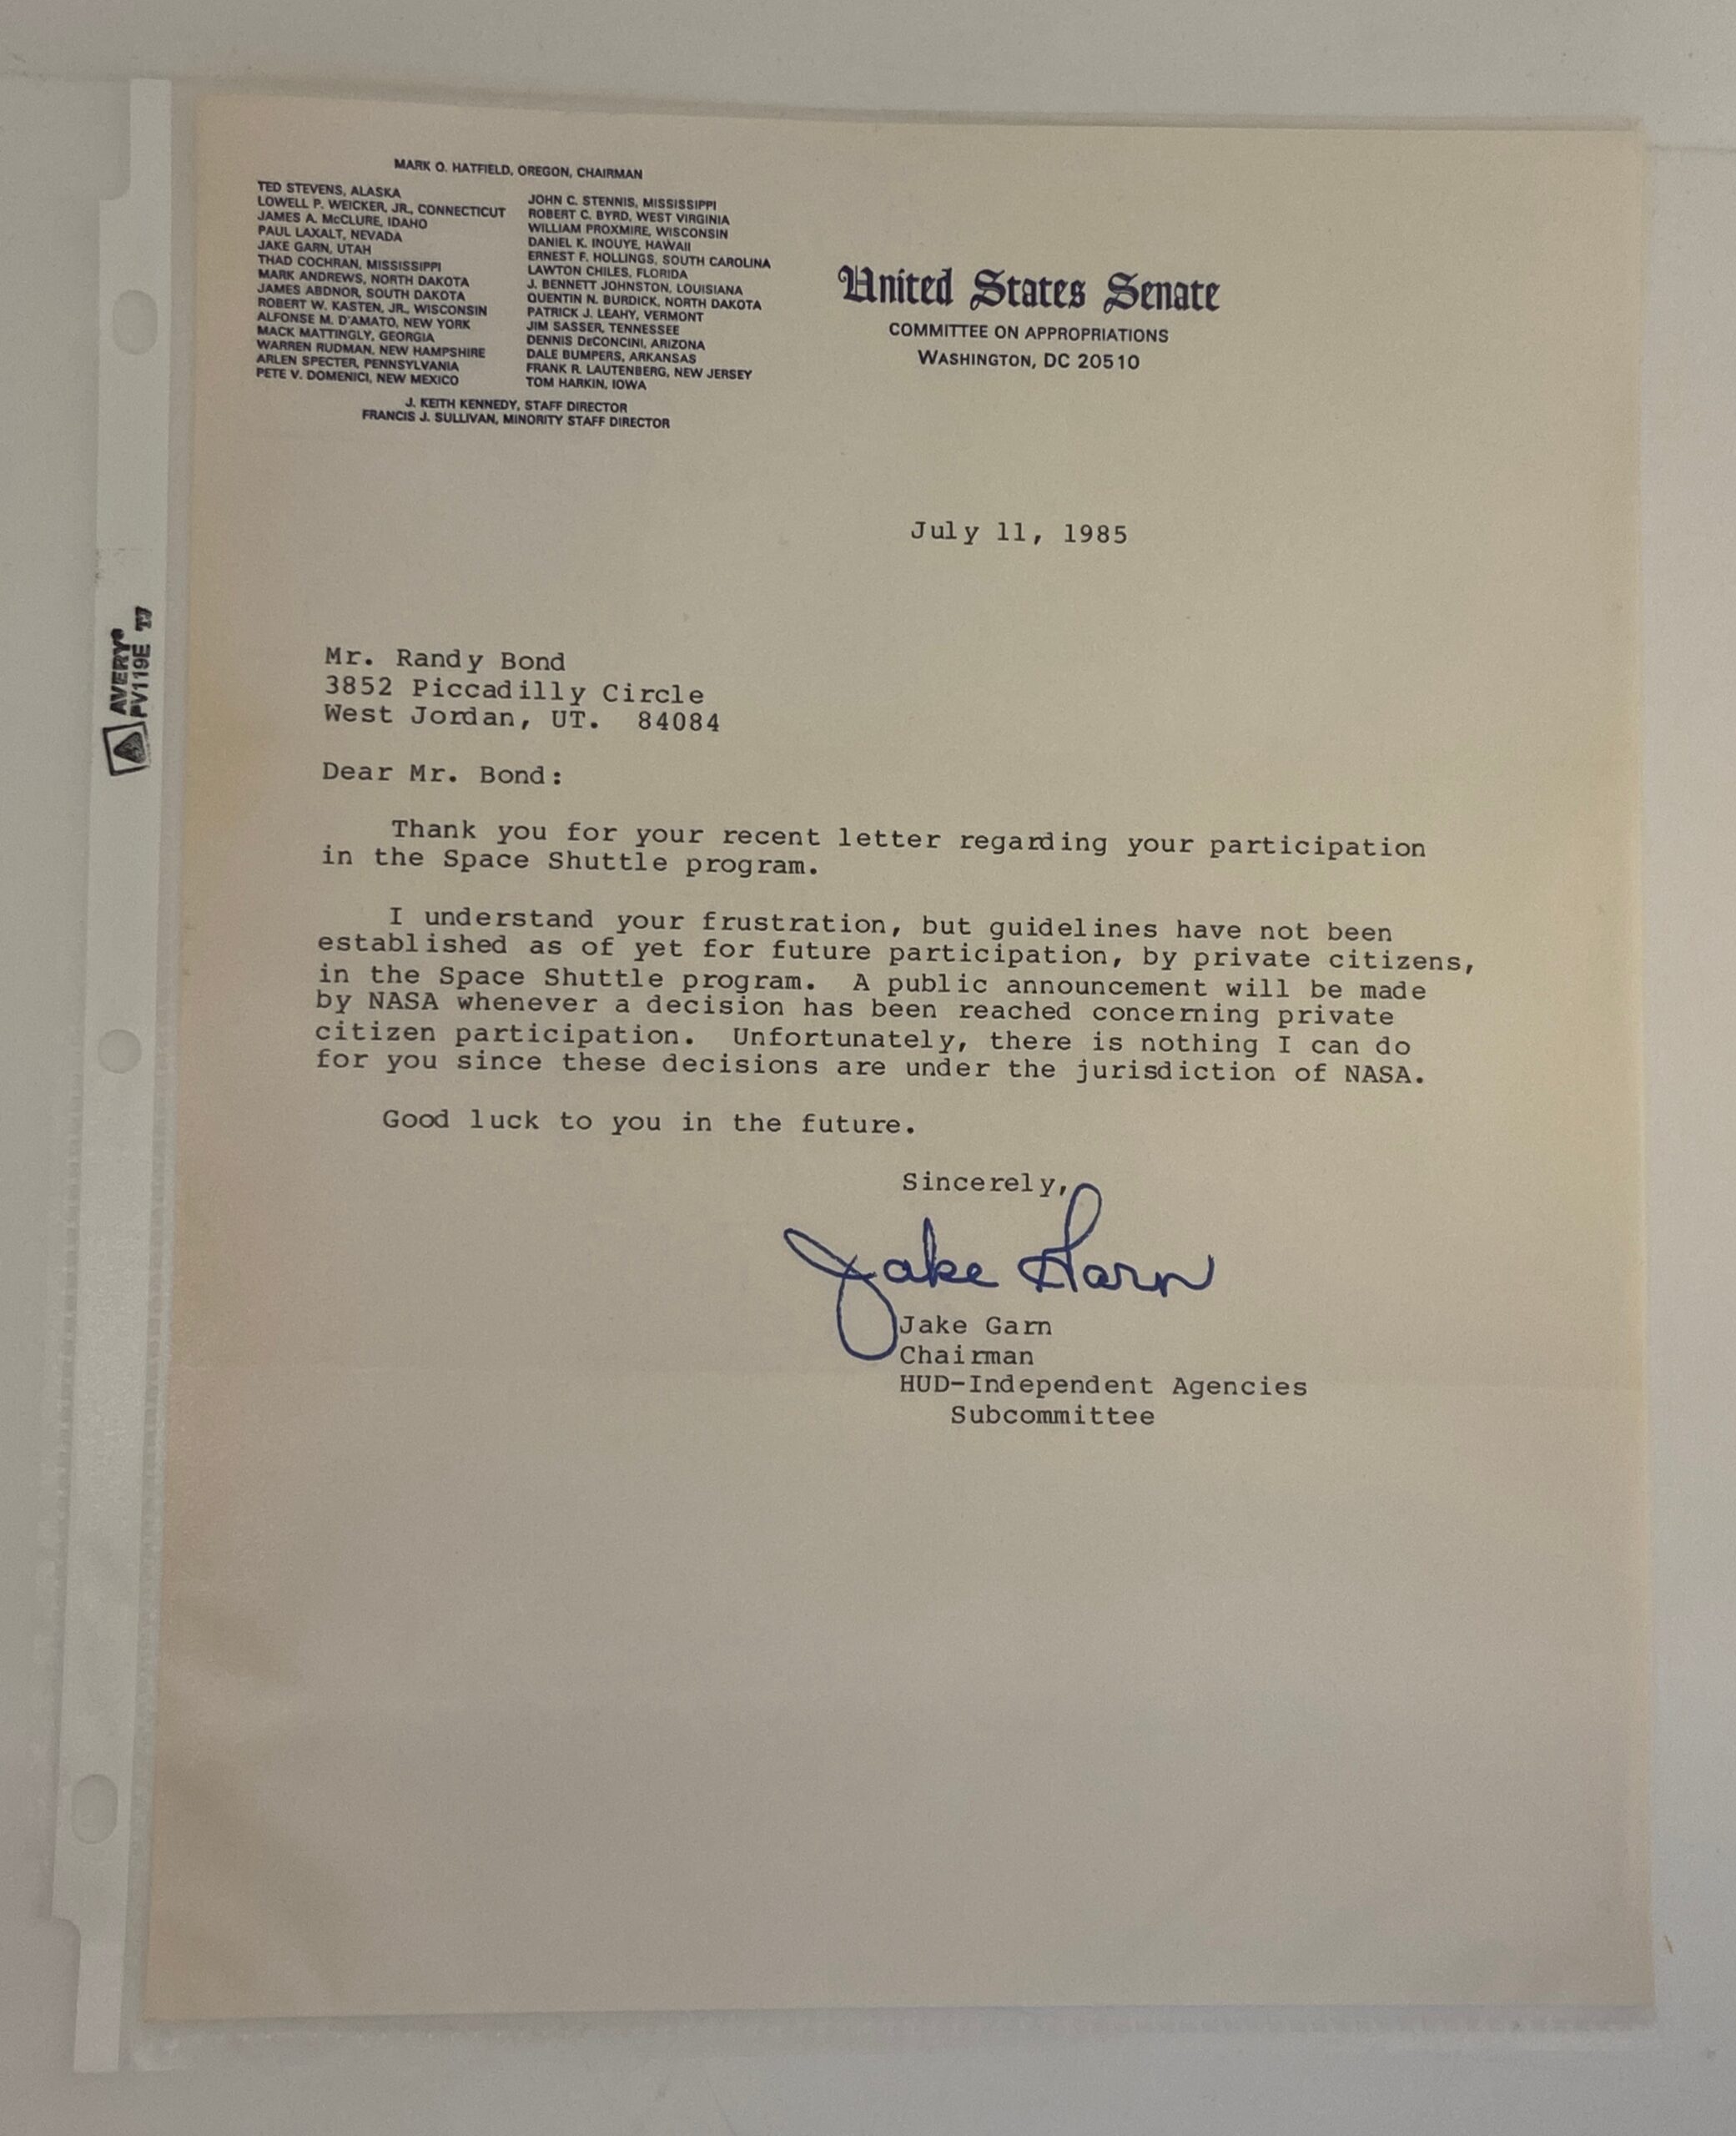 MARK O. HATFIELD, OREGON, CHAIRMAN
TED STEVENS, ALASKA
LOWELL P. WEICKER, JR., CONNECTICUT
JAMES A. McCLURE, IDAHO
PAUL LAXALT, NEVADA
JAKE GARN, UTAH
THAD COCHRAN, MISSISSIPPI
MARK ANDREWS, NORTH DAKOTA
JAMES ABDNOR, SOUTH DAKOTA
ROBERT W. KASTEN, JR., WISCONSIN
ALFONSE M. D'AMATO, NEW YORK
MACK MATTINGLY, GEORGIA
WARREN RUDMAN, NEW HAMPSHIRE
ARLEN SPECTER, PENNSYLVANIA
PETE V. DOMENICI, NEW MEXICO
JOHN C. STENNIS, MISSISSIPPI
ROBERT C. BYRD, WEST VIRGINIA
WILLIAM PROXMIRE, WISCONSIN
DANIEL K. INOUYE, HAWAII
ERNEST F. HOLLINGS, SOUTH CAROLINA
LAWTON CHILES, FLORIDA
J. BENNETT JOHNSTON, LOUISIANA
QUENTIN N. BURDICK, NORTH DAKOTA
PATRICK J. LEAHY, VERMONT
JIM SASSER, TENNESSEE
DENNIS DeCONCINI, ARIZONA
DALE BUMPERS, ARKANSAS
FRANK R. LAUTENBERG, NEW JERSEY
TOM HARKIN, IOWA
J. KEITH KENNEDY, STAFF DIRECTOR
FRANCIS J. SULLIVAN, MINORITY STAFF DIRECTOR
United States Senate
COMMITTEE ON APPROPRIATIONS
WASHINGTON, DC 20510
July 11, 1985
Mr. Randy Bond
3852 Piccadilly Circle
West Jordan, UT.  84084
Dear Mr. Bond:
Thank you for your recent letter regarding your participation
in the Space Shuttle program.
I understand your frustration, but guidelines have not been
established as of yet for future participation, by private citizens,
in the Space Shuttle program.  A public announcement will be made
by NASA whenever a decision has been reached concerning private
citizen participation.  Unfortunately, there is nothing I can do
for you since these decisions are under the jurisdiction of NASA.
Good luck to you in the future.
Sincerely,
Jake Garn
Jake Garn
Chairman
HUD-Independent Agencies
Subcommittee
AVERY®
PV119E